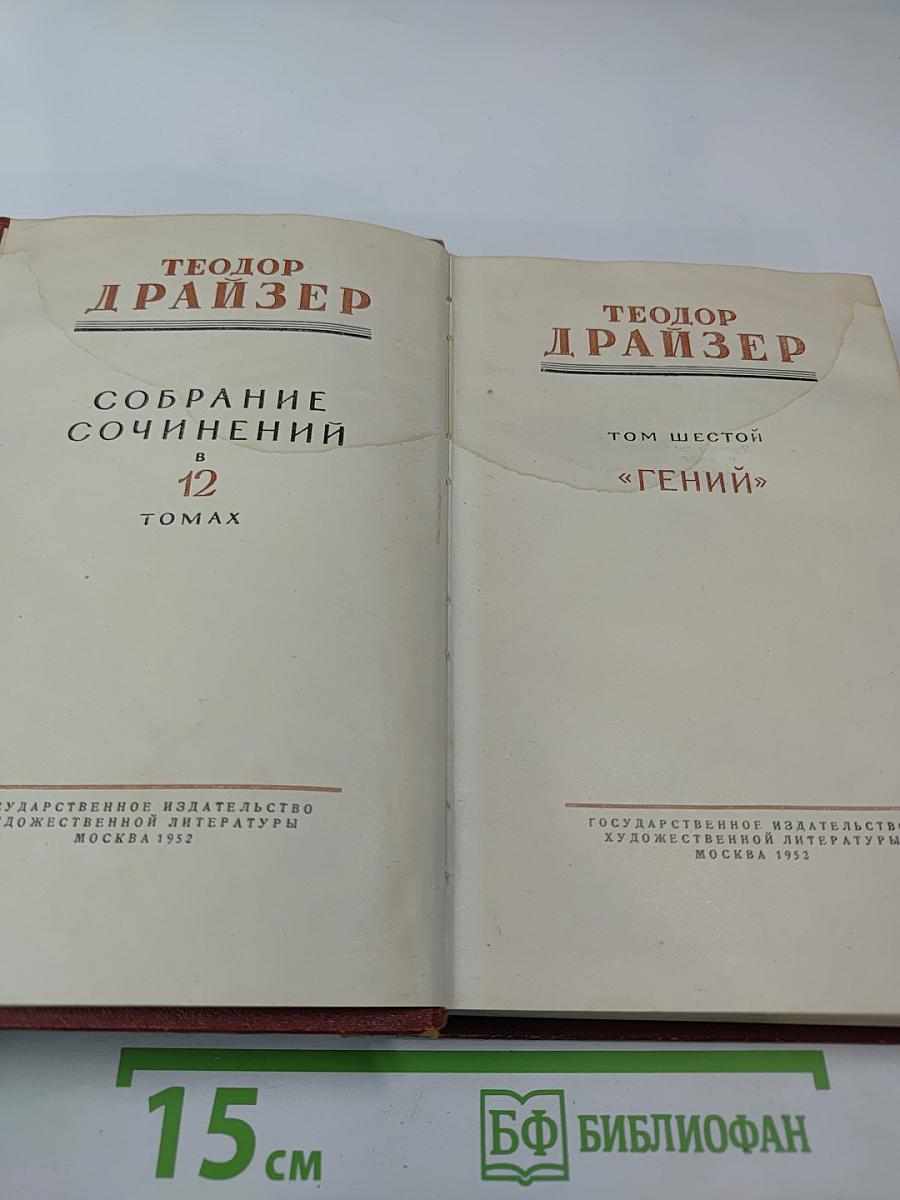 ТЕОДОР
ДРАЙЗЕР
СОБРАНИЕ
СОЧИНЕНИЙ
В
12
ТОМАХ
ИЗДАТЕЛЬСТВО
ЛИТЕРАТУРЫ
МОСКВА 1952
ТЕОДОР
ДРАЙЗЕР
ТОМ ШЕСТОЙ
«ГЕНИЙ»
ГОСУДАРСТВЕННОЕ ИЗДАТЕЛЬСТВО
ХУДОЖЕСТВЕННОЙ ЛИТЕРАТУРЫ
МОСКВА 1952
15 см
БФ БИБЛИОФАН